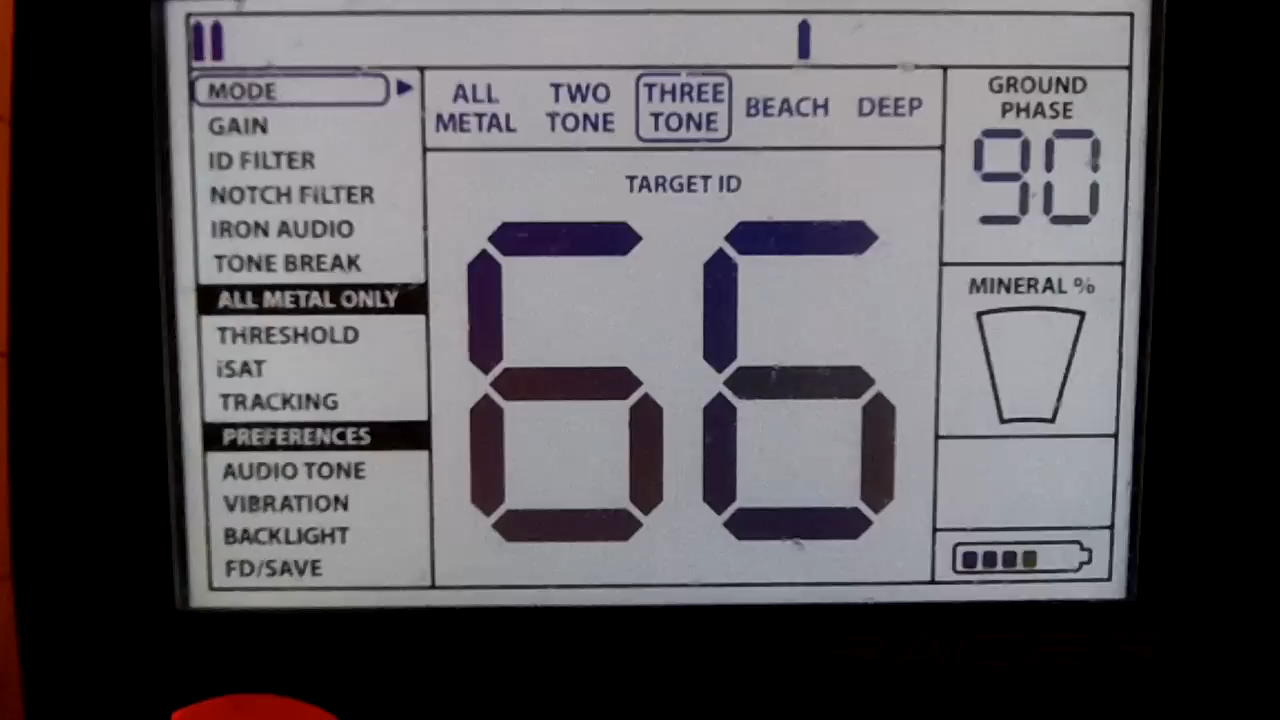 MODE
GAIN
ID FILTER
NOTCH FILTER
IRON AUDIO
TONE BREAK
ALL METAL ONLY
THRESHOLD
iSAT
TRACKING
PREFERENCES
AUDIO TONE
VIBRATION
BACKLIGHT
FD/SAVE
ALL METAL
TWO TONE
THREE TONE
BEACH
DEEP
TARGET ID
66
GROUND
PHASE
90
MINERAL %